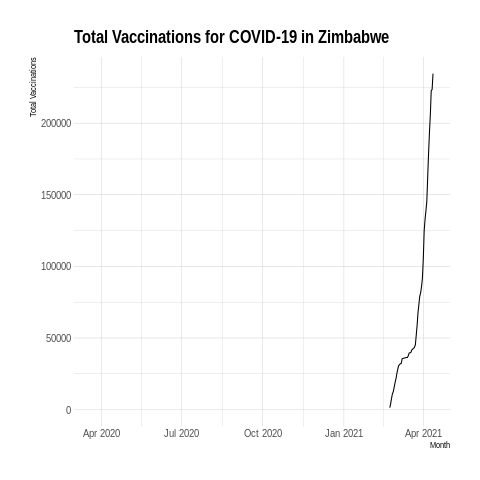 Total Vaccinations for COVID-19 in Zimbabwe
Total Vaccinations
200000
150000
100000
50000
0
Apr 2020 Jul 2020 Oct 2020 Jan 2021 Apr 2021
Month